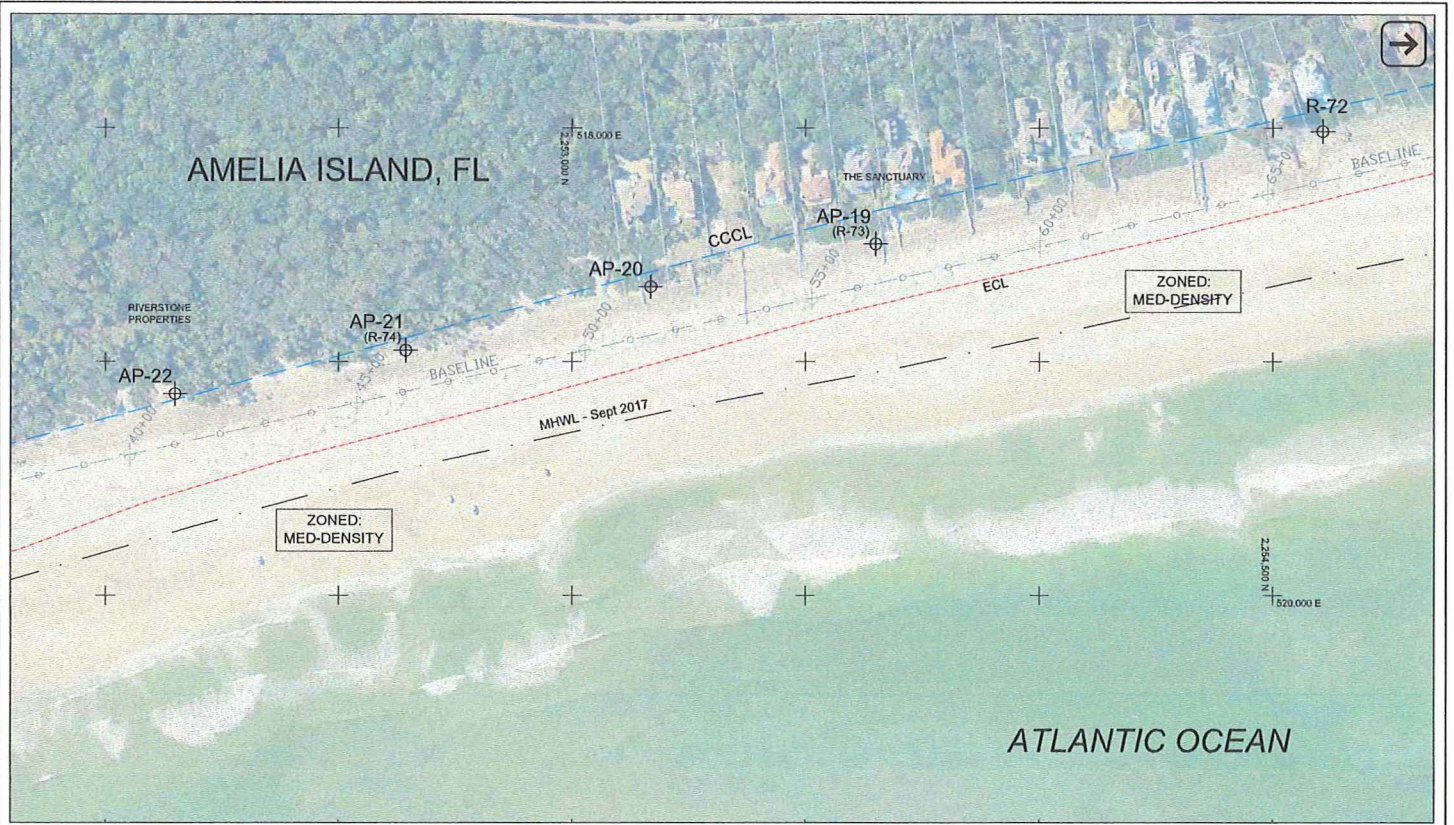 R-72
518,000 E
2,253,000 N
BASELINE
AMELIA ISLAND, FL
65+00
THE SANCTUARY
AP-19
(R-73)
60+00
CCCL
AP-20
55+00
ZONED:
MED-DENSITY
ECL
RIVERSTONE
PROPERTIES
AP-21
(R-74)
50+00
BASELINE
AP-22
45+00
MHWL - Sept 2017
40+00
ZONED:
MED-DENSITY
2,254,500 N
520,000 E
ATLANTIC OCEAN